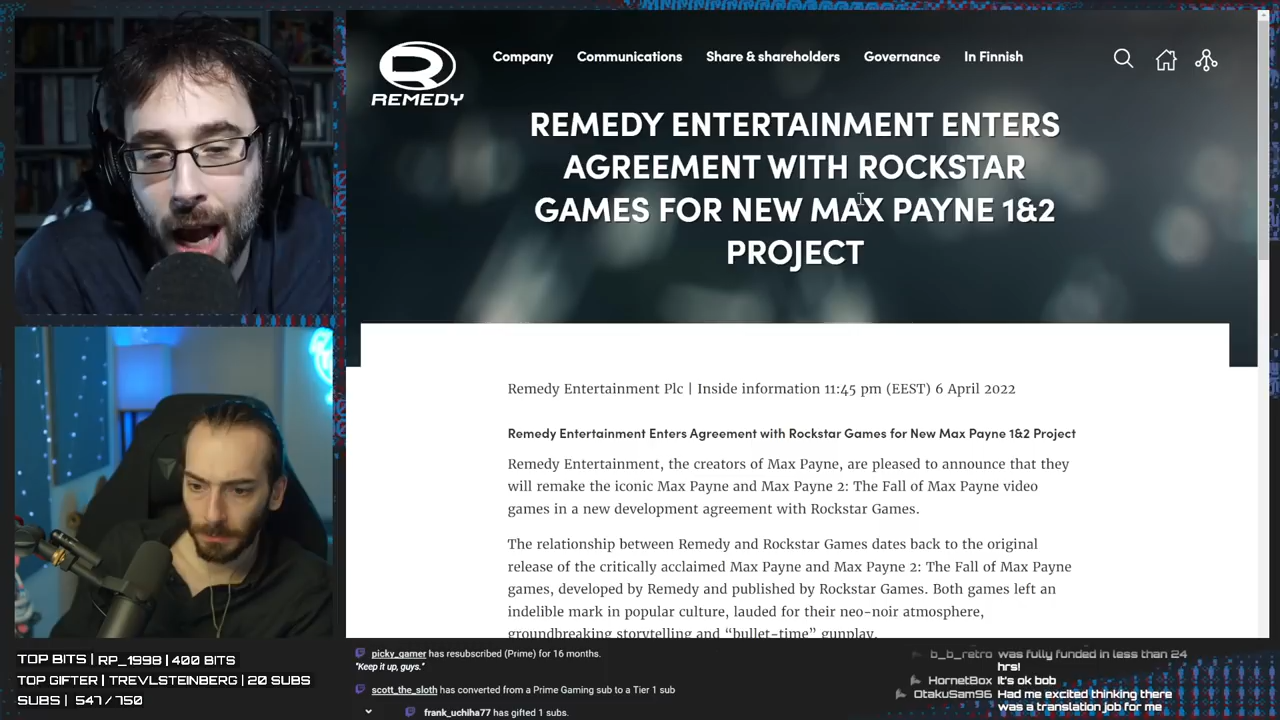 REMEDY
Company
Communications
Share & shareholders
Governance
In Finnish
REMEDY ENTERTAINMENT ENTERS
AGREEMENT WITH ROCKSTAR
GAMES FOR NEW MAX PAYNE 1&2
PROJECT
Remedy Entertainment Plc | Inside information 11:45 pm (EEST) 6 April 2022
Remedy Entertainment Enters Agreement with Rockstar Games for New Max Payne 1&2 Project
Remedy Entertainment, the creators of Max Payne, are pleased to announce that they
will remake the iconic Max Payne and Max Payne 2: The Fall of Max Payne video
games in a new development agreement with Rockstar Games.
The relationship between Remedy and Rockstar Games dates back to the original
release of the critically acclaimed Max Payne and Max Payne 2: The Fall of Max Payne
games, developed by Remedy and published by Rockstar Games. Both games left an
indelible mark in popular culture, lauded for their neo-noir atmosphere,
groundbreaking storytelling and “bullet-time” gunplay.
TOP BITS | RP_1998 | 400 BITS
TOP GIFTER | TREVLSTEINBERG | 20 SUBS
SUBS | 547 / 750
picky_gamer has resubscribed (Prime) for 16 months.
"Keep it up, guys."
scott_the_sloth has converted from a Prime Gaming sub to a Tier 1 sub
frank_uchiha77 has gifted 1 subs.
b_b_retro was fully funded in less than 24
hrs!
HornetBox It's ok bob
OtakuSam96 Had me excited thinking there
was a translation job for me